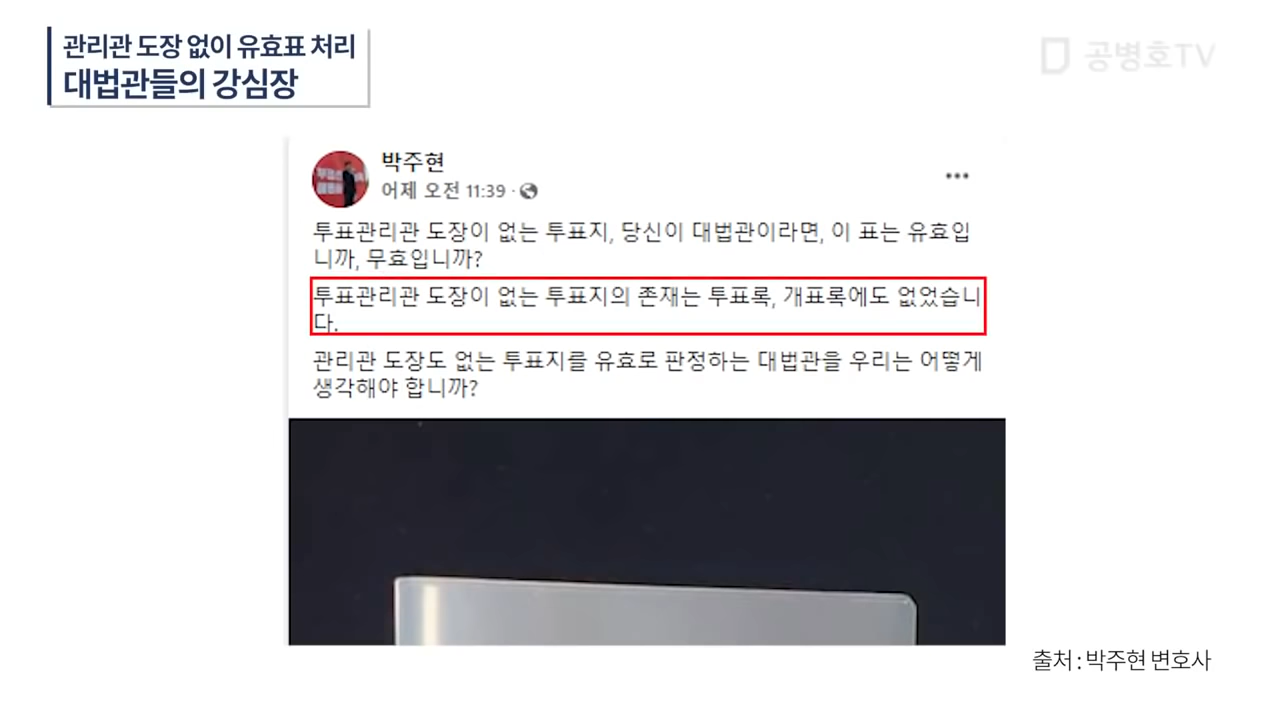 관리관 도장 없이 유효표 처리
대법관들의 강심장
공병호TV
박주현
어제 오전 11:39 ·
투표관리관 도장이 없는 투표지, 당신이 대법관이라면, 이 표는 유효입
니까, 무효입니까?
투표관리관 도장이 없는 투표지의 존재는 투표록, 개표록에도 없었습니
다.
관리관 도장도 없는 투표지를 유효로 판정하는 대법관을 우리는 어떻게
생각해야 합니까?
출처 : 박주현 변호사